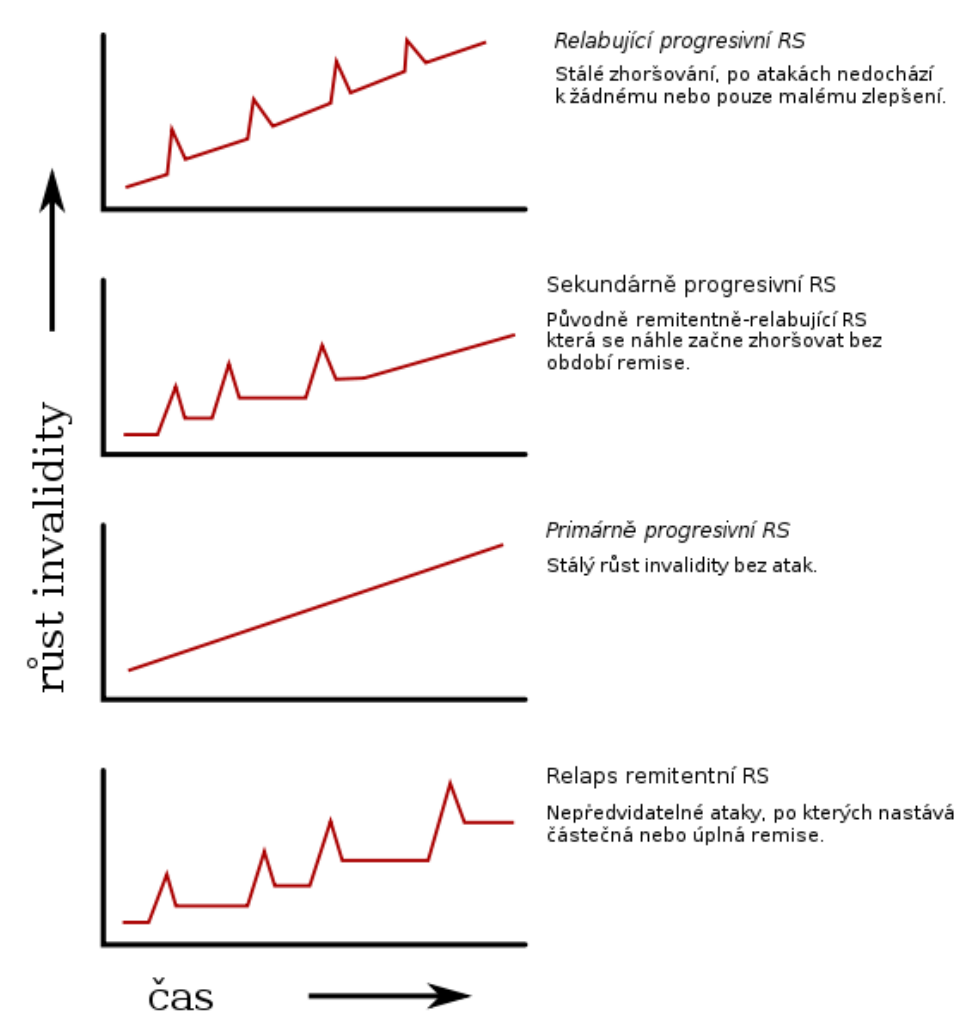 Relabující progresivní RS
Stálé zhoršování, po atakách nedochází
k žádnému nebo pouze malému zlepšení.
Sekundárně progresivní RS
Původně remitentně-relabující RS
která se náhle začne zhoršovat bez
období remise.
růst invalidity
Primárně progresivní RS
Stálý růst invalidity bez atak.
Relaps remitentní RS
Nepředvidatelné ataky, po kterých nastává
částečná nebo úplná remise.
čas